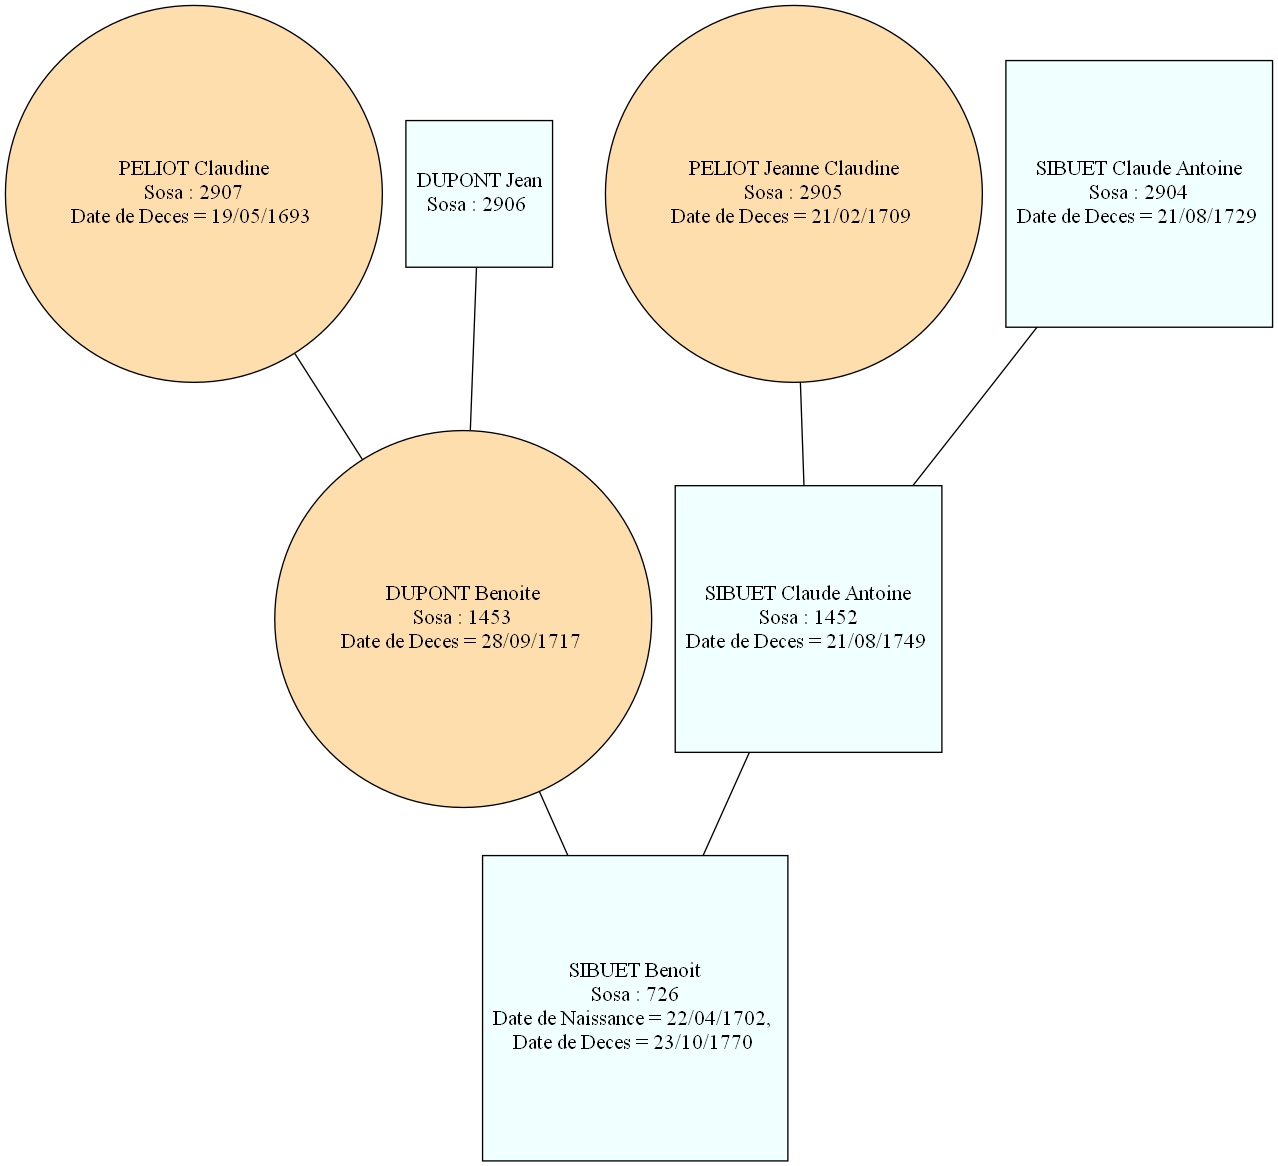 PELIOT Claudine
Sosa : 2907
Date de Deces = 19/05/1693
DUPONT Jean
Sosa : 2906
PELIOT Jeanne Claudine
Sosa : 2905
Date de Deces = 21/02/1709
SIBUET Claude Antoine
Sosa : 2904
Date de Deces = 21/08/1729
DUPONT Benoite
Sosa : 1453
Date de Deces = 28/09/1717
SIBUET Claude Antoine
Sosa : 1452
Date de Deces = 21/08/1749
SIBUET Benoit
Sosa : 726
Date de Naissance = 22/04/1702,
Date de Deces = 23/10/1770